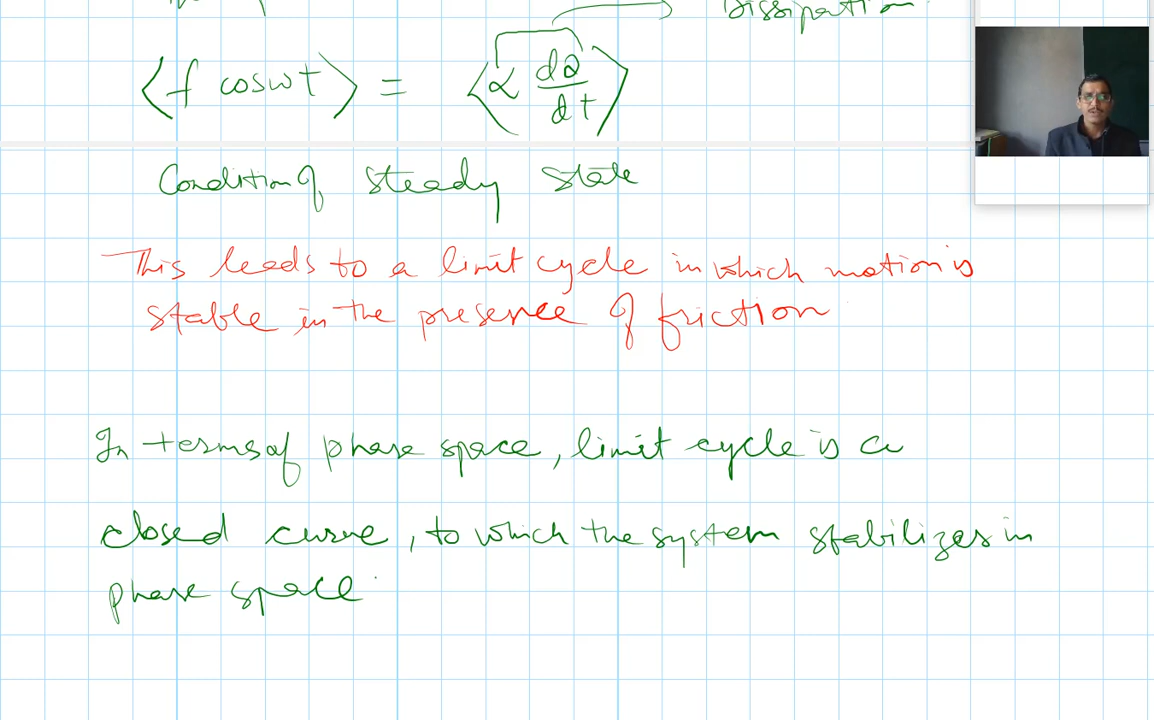 Dissipation
⟨f cosωt⟩ = ⟨α dθ/dt⟩
Condition of steady state
This leads to a limit cycle in which motion is
stable in the presence of friction
In terms of phase space, limit cycle is a
closed curve, to which the system stabilizes in
phase space.